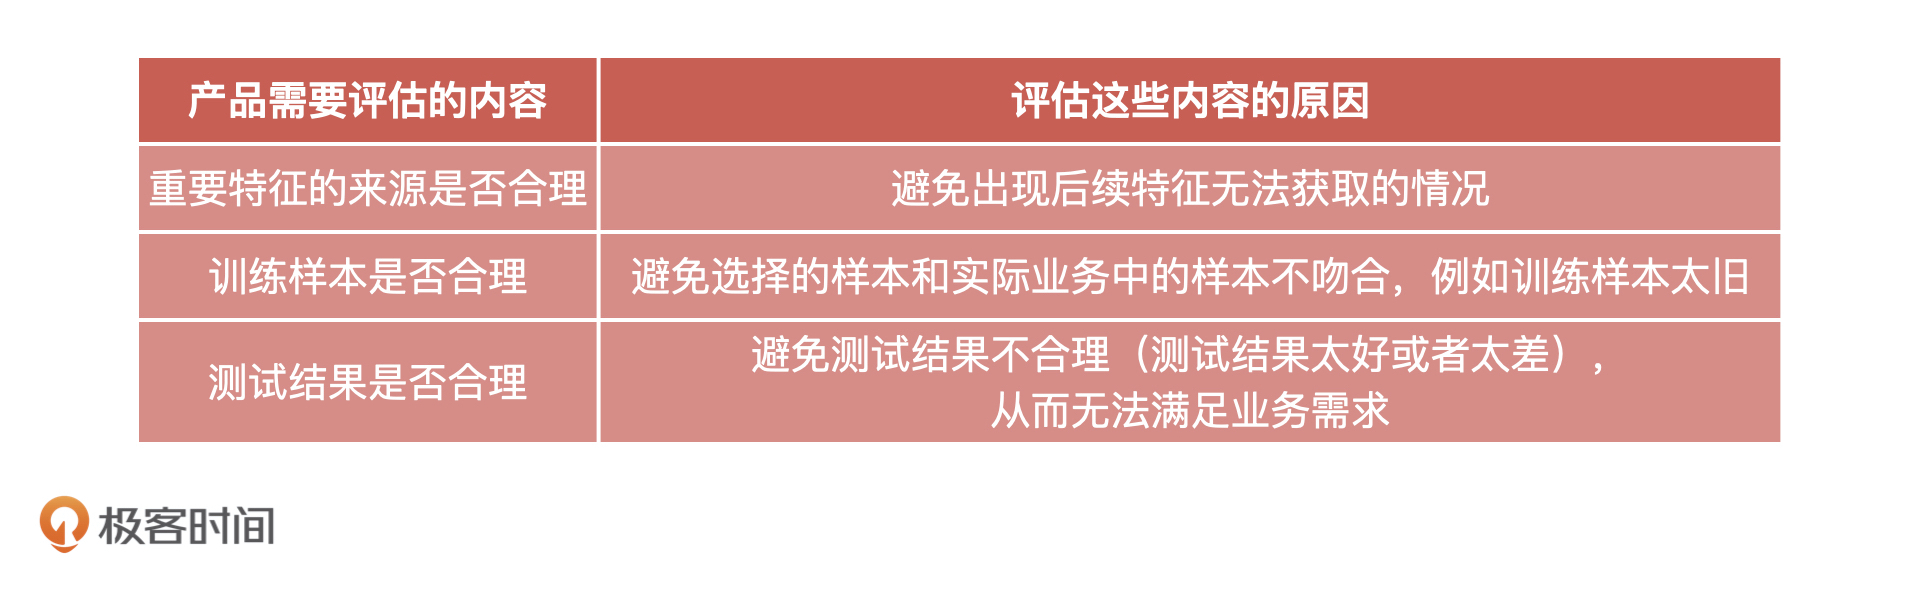 产品需要评估的内容
评估这些内容的原因
重要特征的来源是否合理
避免出现后续特征无法获取的情况
训练样本是否合理
避免选择的样本和实际业务中的样本不吻合，例如训练样本太旧
测试结果是否合理
避免测试结果不合理（测试结果太好或者太差），
从而无法满足业务需求
极客时间